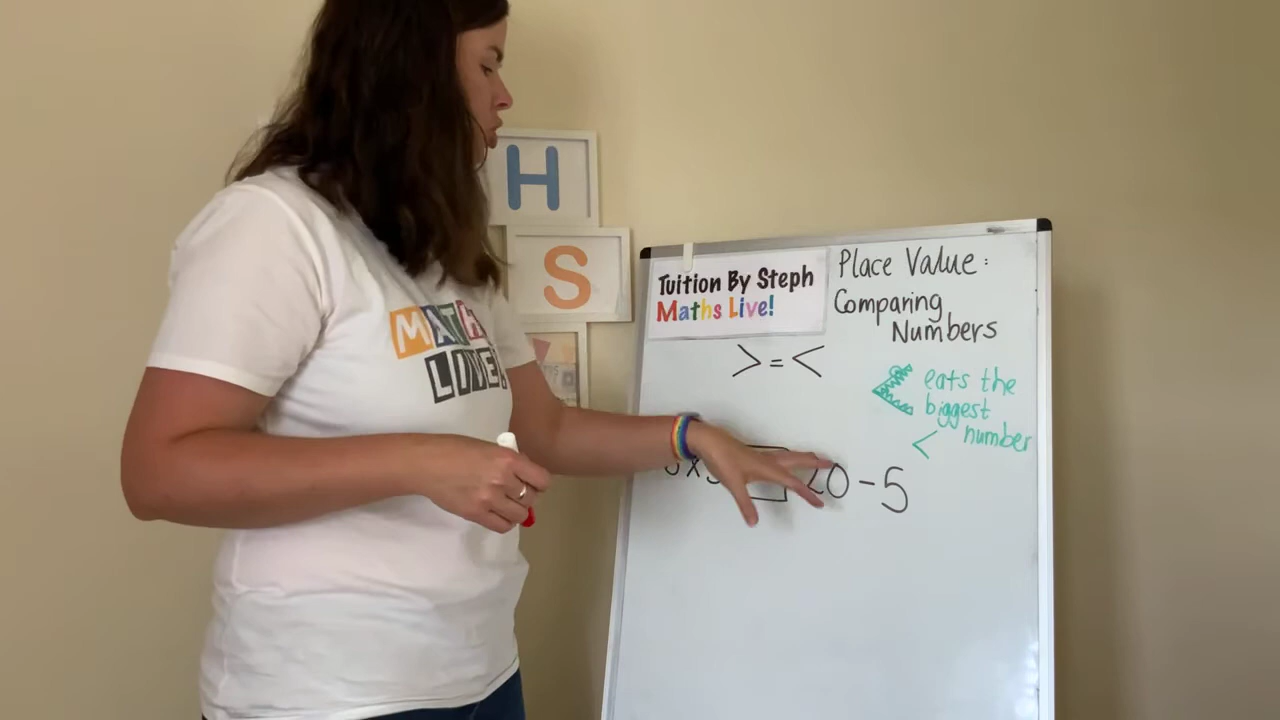 H
S
MATHS
LIVE!
Tuition By Steph
Maths Live!
Place Value:
Comparing
Numbers
> = <
eats the
biggest
number
<
20-5